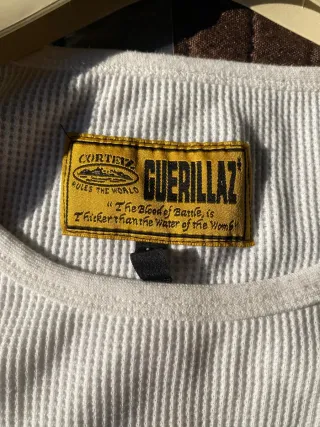 CORTEIZ
RULES THE WORLD
GUERILLAZ
"The Blood of Battle, is
Thicker than the Water of the Womb"